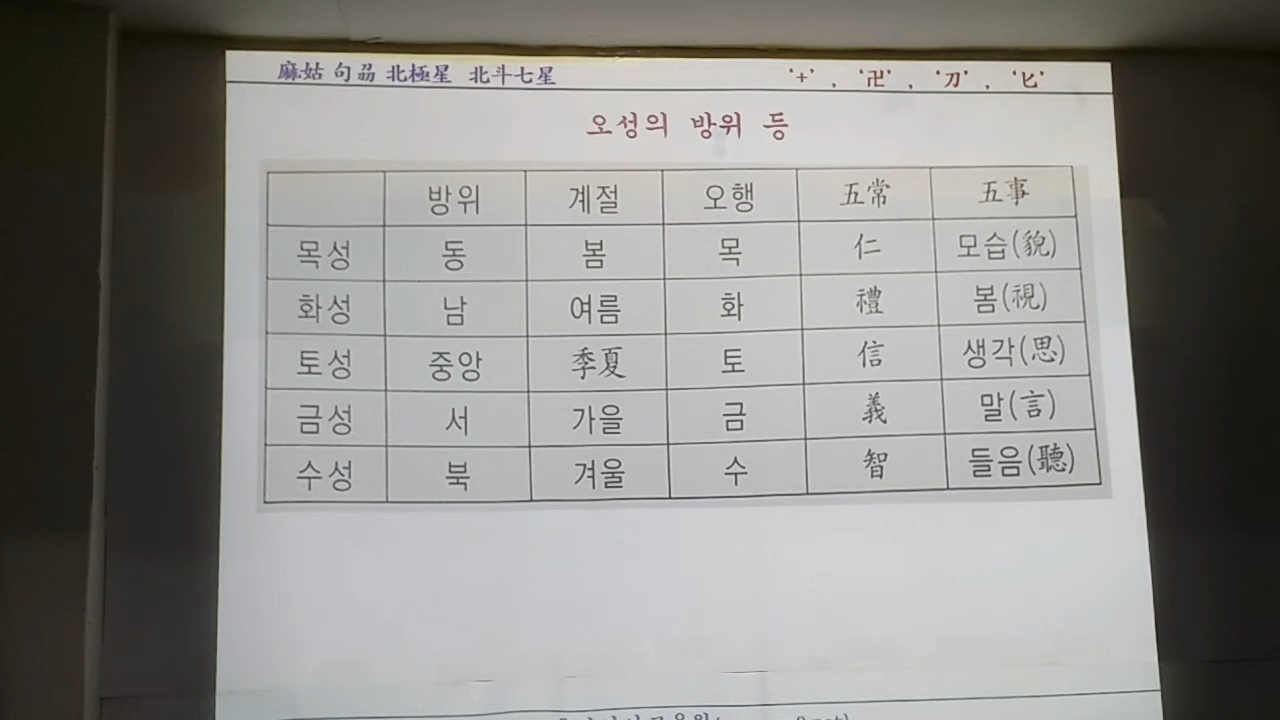 麻姑 句芻 北極星 北斗七星 '+', '卍', '刀', '匕'
오성의 방위 등
방위 계절 오행 五常 五事
목성 동 봄 목 仁 모습(貌)
화성 남 여름 화 禮 봄(視)
토성 중앙 季夏 토 信 생각(思)
금성 서 가을 금 義 말(言)
수성 북 겨울 수 智 들음(聽)